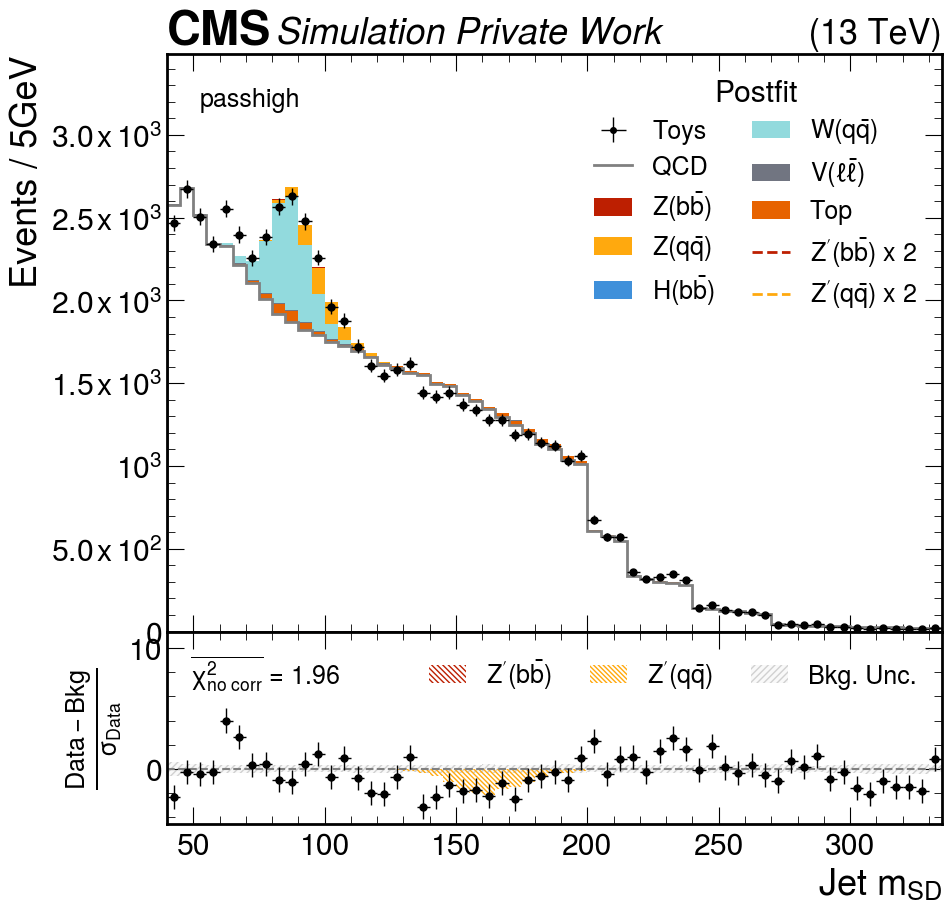 CMS Simulation Private Work (13 TeV)
Events / 5GeV
passhigh
Postfit
Toys
QCD
Z(bb̄)
Z(qq̄)
H(bb̄)
W(qq̄)
V(ℓℓ̄)
Top
Z′(bb̄) x 2
Z′(qq̄) x 2
3.0 x 10³
2.5 x 10³
2.0 x 10³
1.5 x 10³
10³
5.0 x 10²
0
10
0
Data – Bkg
σData
χ² no corr = 1.96
Z′(bb̄)
Z′(qq̄)
Bkg. Unc.
50 100 150 200 250 300
Jet mSD